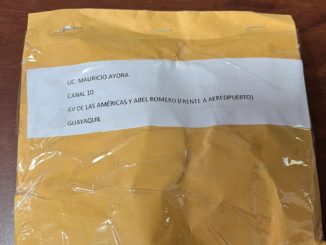 LIC. MAURICIO AYORA
CANAL 10
AV DE LAS AMÉRICAS Y ABEL ROMERO (FRENTE A AEREOPUERTO)
GUAYAQUIL